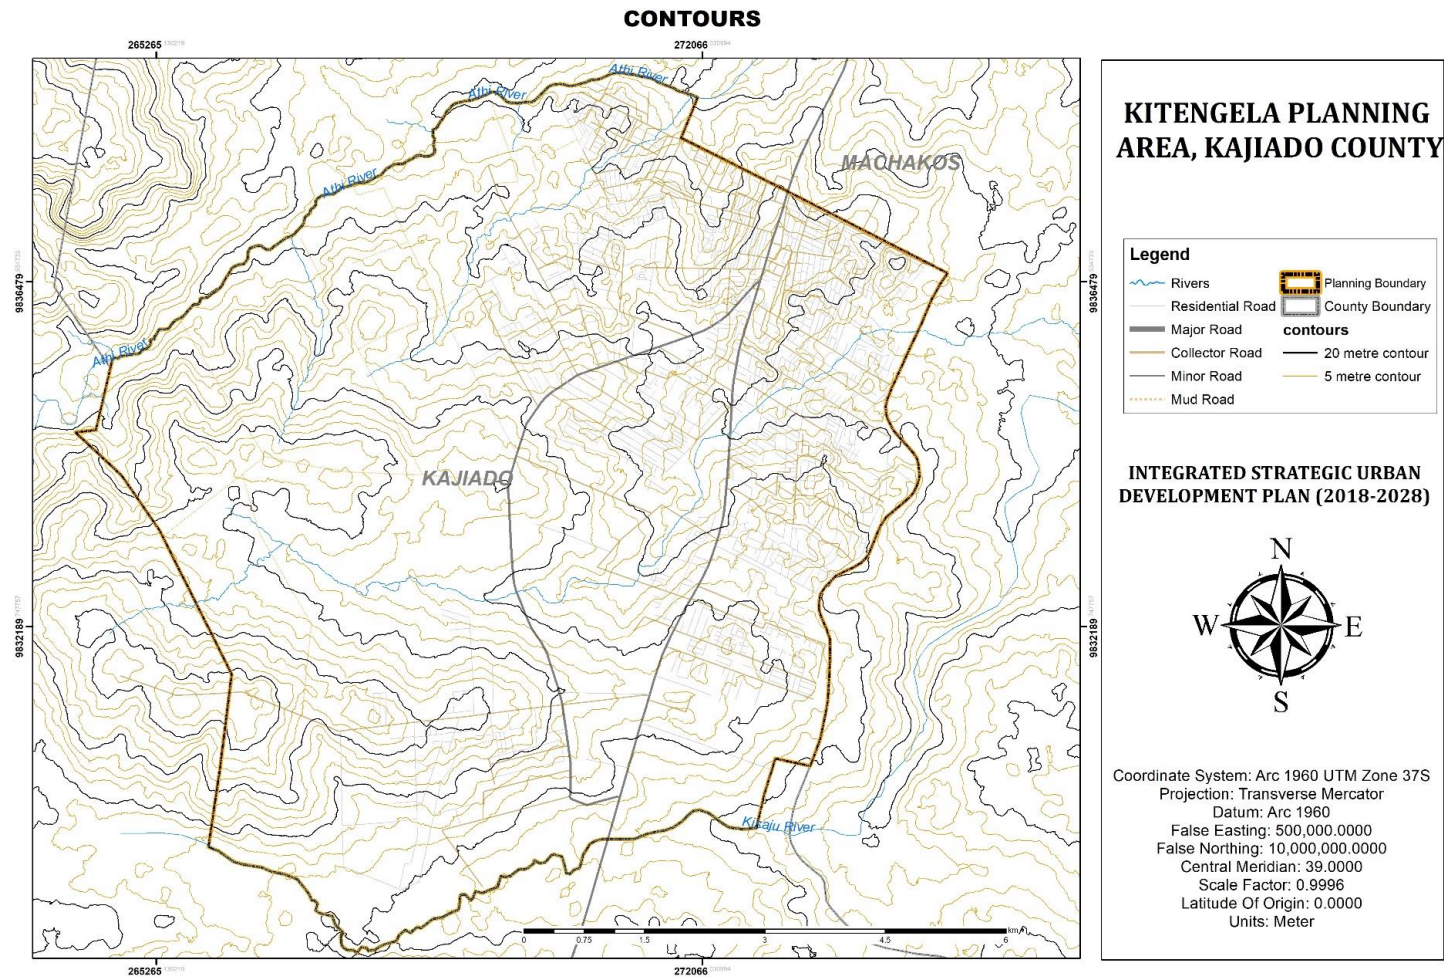 CONTOURS
265265
272066
Athi River
Athi River
MACHAKOS
Athi River
9836479
9836479
Athi River
KAJIADO
9832189
9832189
Kisaju River
0
0.75
1.5
3
4.5
6
km
265265
272066
KITENGELA PLANNING
AREA, KAJIADO COUNTY
Legend
Rivers
Residential Road
Major Road
Collector Road
Minor Road
Mud Road
Planning Boundary
County Boundary
contours
20 metre contour
5 metre contour
INTEGRATED STRATEGIC URBAN
DEVELOPMENT PLAN (2018-2028)
N
W
E
S
Coordinate System: Arc 1960 UTM Zone 37S
Projection: Transverse Mercator
Datum: Arc 1960
False Easting: 500,000.0000
False Northing: 10,000,000.0000
Central Meridian: 39.0000
Scale Factor: 0.9996
Latitude Of Origin: 0.0000
Units: Meter